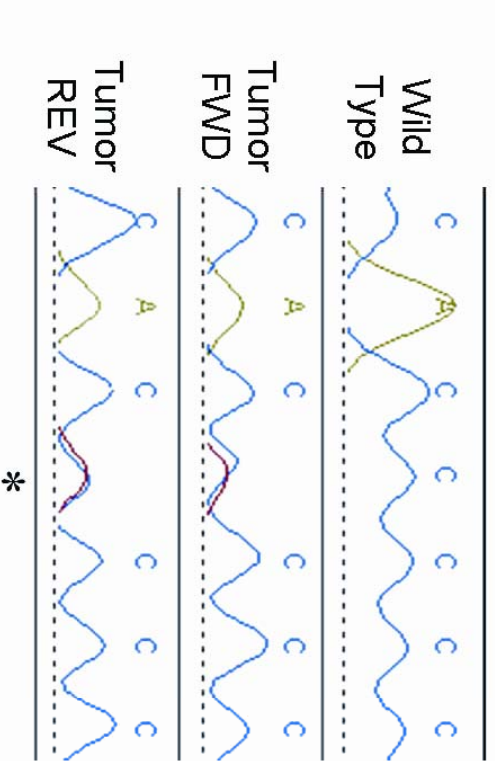 Wild
Type
C A C C C C C
Tumor
FWD
C A C C C C
Tumor
REV
C A C C C C
*